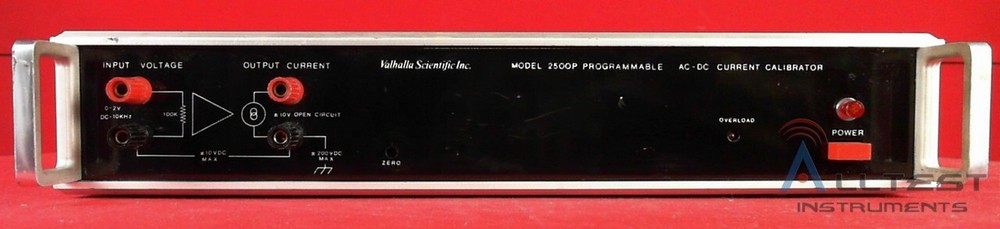 INPUT VOLTAGE
OUTPUT CURRENT
Valhalla Scientific Inc.
MODEL 2500P PROGRAMMABLE AC-DC CURRENT CALIBRATOR
0-2V
DC-10KHz
100K
±10V OPEN CIRCUIT
±10VDC
MAX
±200VDC
MAX
ZERO
OVERLOAD
POWER
ALLTEST
INSTRUMENTS